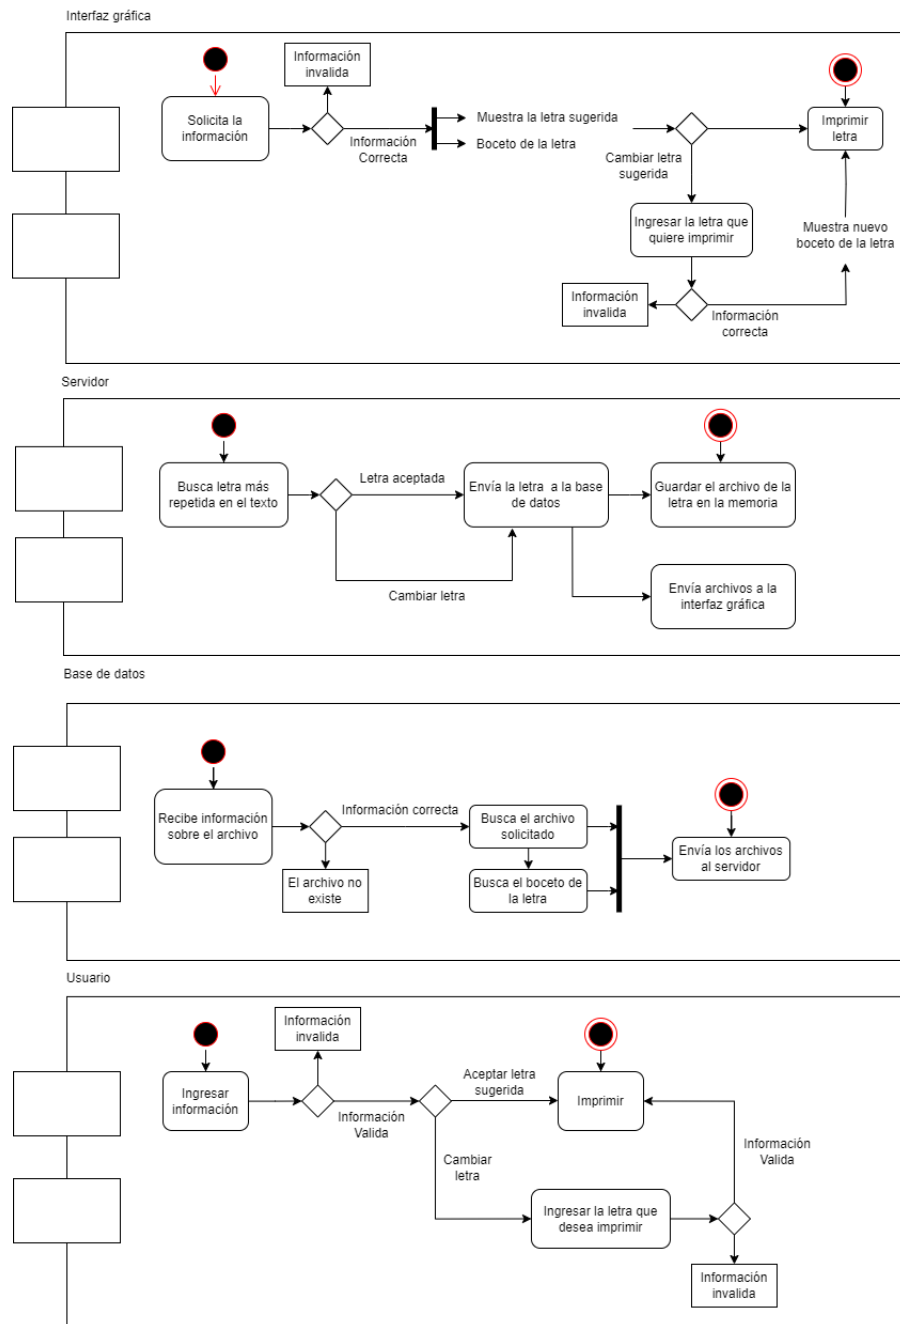 Interfaz gráfica
Información
invalida
Solicita la
información
Información
Correcta
Muestra la letra sugerida
Boceto de la letra
Cambiar letra
sugerida
Imprimir
letra
Ingresar la letra que
quiere imprimir
Muestra nuevo
boceto de la letra
Información
invalida
Información
correcta
Servidor
Busca letra más
repetida en el texto
Letra aceptada
Envía la letra a la base
de datos
Guardar el archivo de la
letra en la memoria
Cambiar letra
Envía archivos a la
interfaz gráfica
Base de datos
Recibe información
sobre el archivo
Información correcta
Busca el archivo
solicitado
El archivo no
existe
Busca el boceto de
la letra
Envía los archivos
al servidor
Usuario
Información
invalida
Ingresar
información
Información
Valida
Aceptar letra
sugerida
Imprimir
Cambiar
letra
Información
Valida
Ingresar la letra que
desea imprimir
Información
invalida